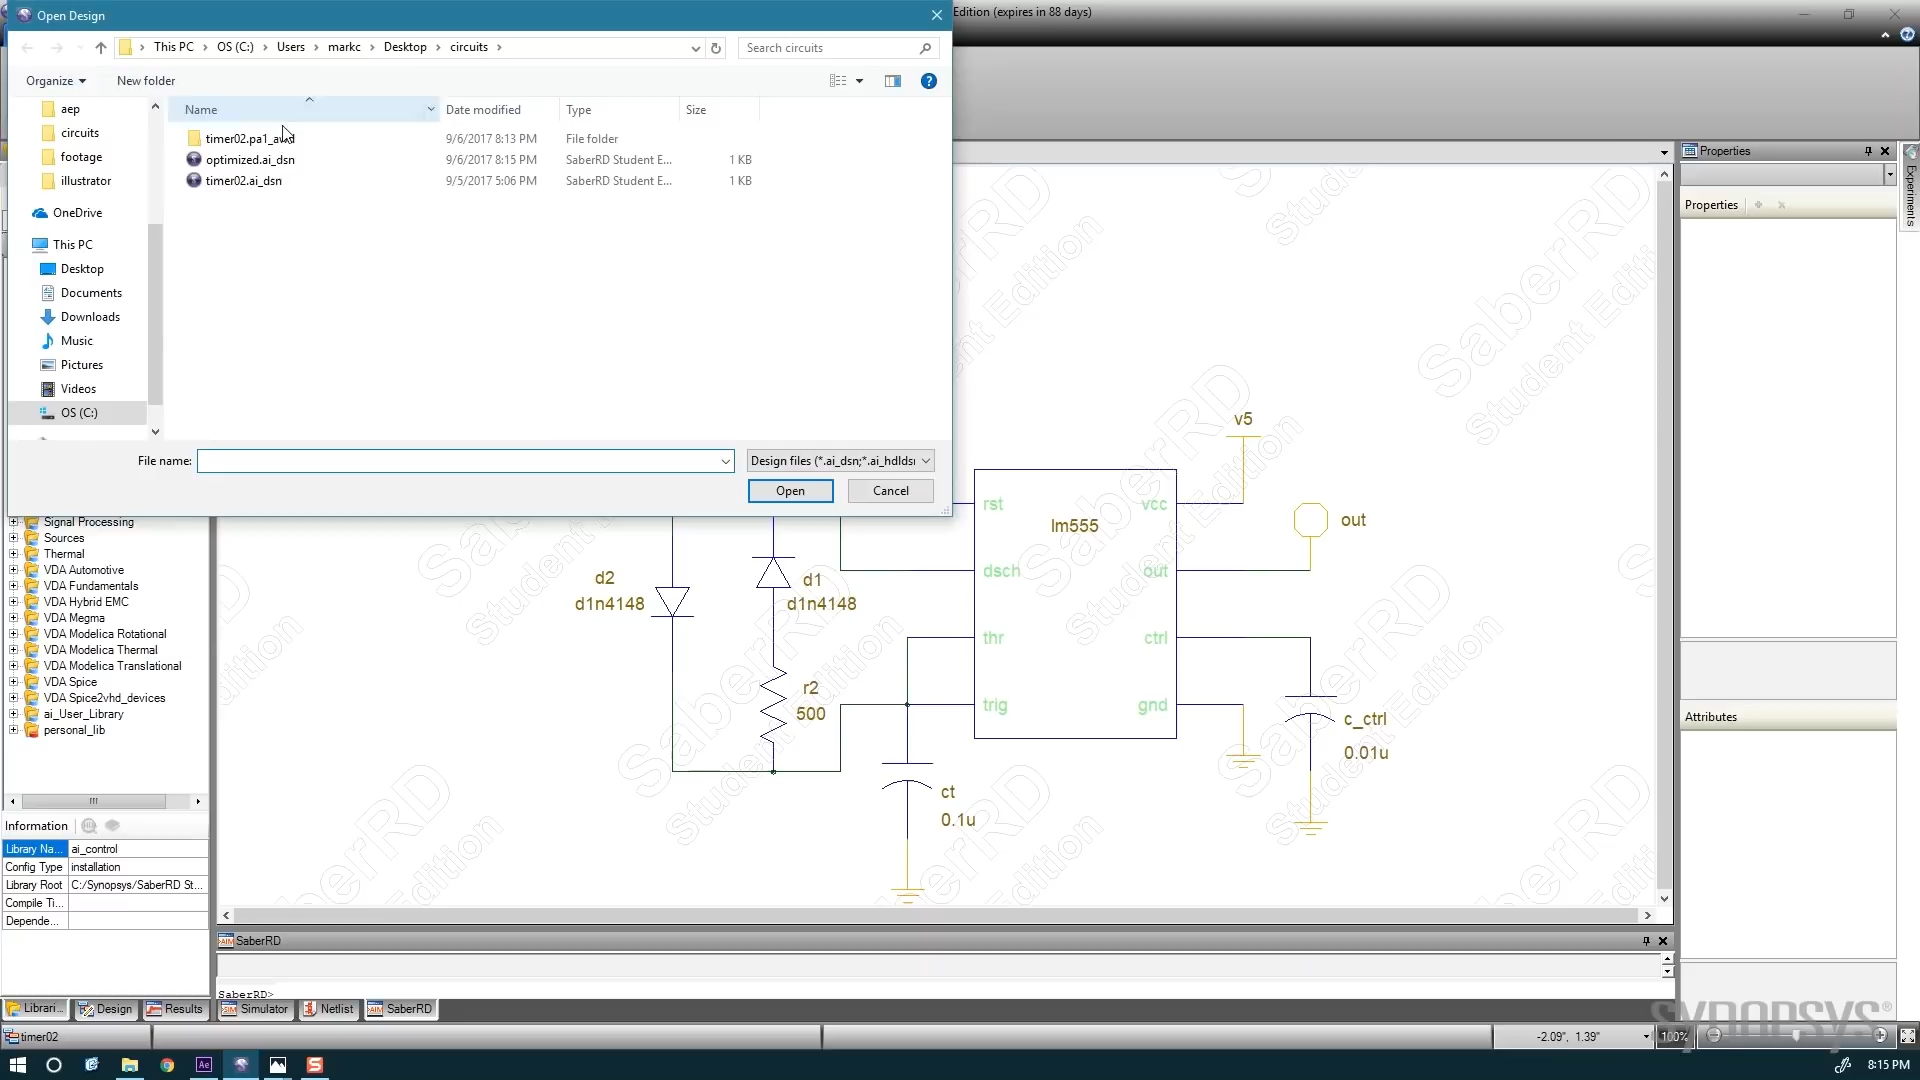 Open Design
Edition (expires in 88 days)
This PC > OS (C:) > Users > markc > Desktop > circuits >
Search circuits
Organize
New folder
Name
Date modified
Type
Size
aep
circuits
footage
illustrator
OneDrive
This PC
Desktop
Documents
Downloads
Music
Pictures
Videos
OS (C:)
timer02.pa1_awd 9/6/2017 8:13 PM File folder
optimized.ai_dsn 9/6/2017 8:15 PM SaberRD Student E... 1 KB
timer02.ai_dsn 9/5/2017 5:06 PM SaberRD Student E... 1 KB
File name:
Design files (*.ai_dsn;*.ai_hdldsn
Open
Cancel
Signal Processing
Sources
Thermal
VDA Automotive
VDA Fundamentals
VDA Hybrid EMC
VDA Megma
VDA Modelica Rotational
VDA Modelica Thermal
VDA Modelica Translational
VDA Spice
VDA Spice2vhd_devices
ai_User_Library
personal_lib
Information
Library Na... ai_control
Config Type installation
Library Root C:/Synopsys/SaberRD St...
Compile Ti...
Depende...
Librari...
Design
Results
timer02
SaberRD Student Edition
d2
d1n4148
d1
d1n4148
r2
500
rst
dsch
thr
trig
lm555
vcc
out
ctrl
gnd
v5
out
c_ctrl
0.01u
ct
0.1u
SaberRD
SaberRD>
Simulator
Netlist
SaberRD
Properties
Properties
Experiments
Attributes
-2.09", 1.39"
100%
SYNOPSYS®
8:15 PM